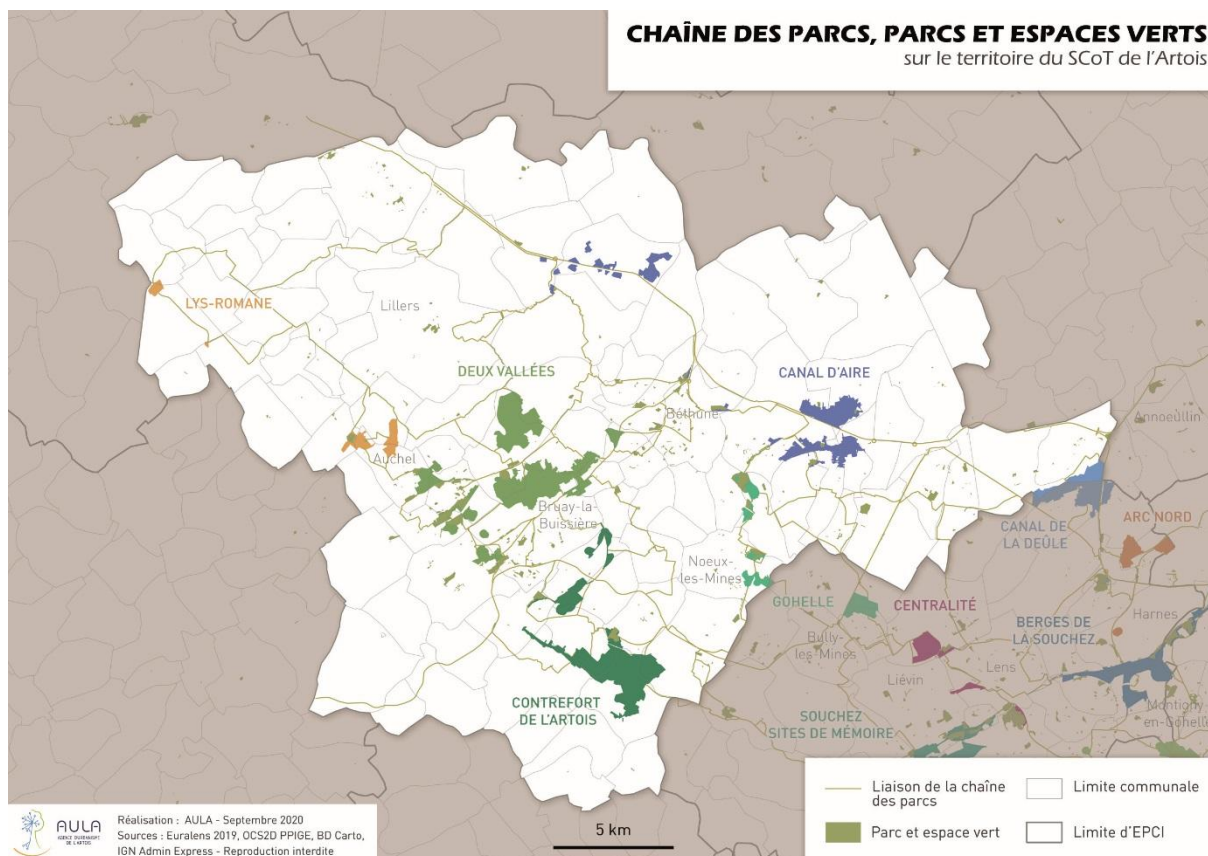 CHAÎNE DES PARCS, PARCS ET ESPACES VERTS
sur le territoire du SCoT de l'Artois
LYS-ROMANE
Lillers
DEUX VALLÉES
CANAL D'AIRE
Béthune
Annoeullin
Auchel
Bruay-la-
Buissière
CANAL DE
LA DEÛLE
ARC NORD
Noeux-
les-Mines
GOHELLE
CENTRALITÉ
Harnes
BERGES DE
LA SOUCHEZ
Bully-
les-Mines
Lens
Liévin
CONTREFORT
DE L'ARTOIS
SOUCHEZ
SITES DE MÉMOIRE
Montigny-
en-Gohelle
Liaison de la chaîne
des parcs
Limite communale
Parc et espace vert
Limite d'EPCI
5 km
AULA
AGENCE D'URBANISME
DE L'ARTOIS
Réalisation : AULA - Septembre 2020
Sources : Euralens 2019, OCS2D PPIGE, BD Carto,
IGN Admin Express - Reproduction interdite